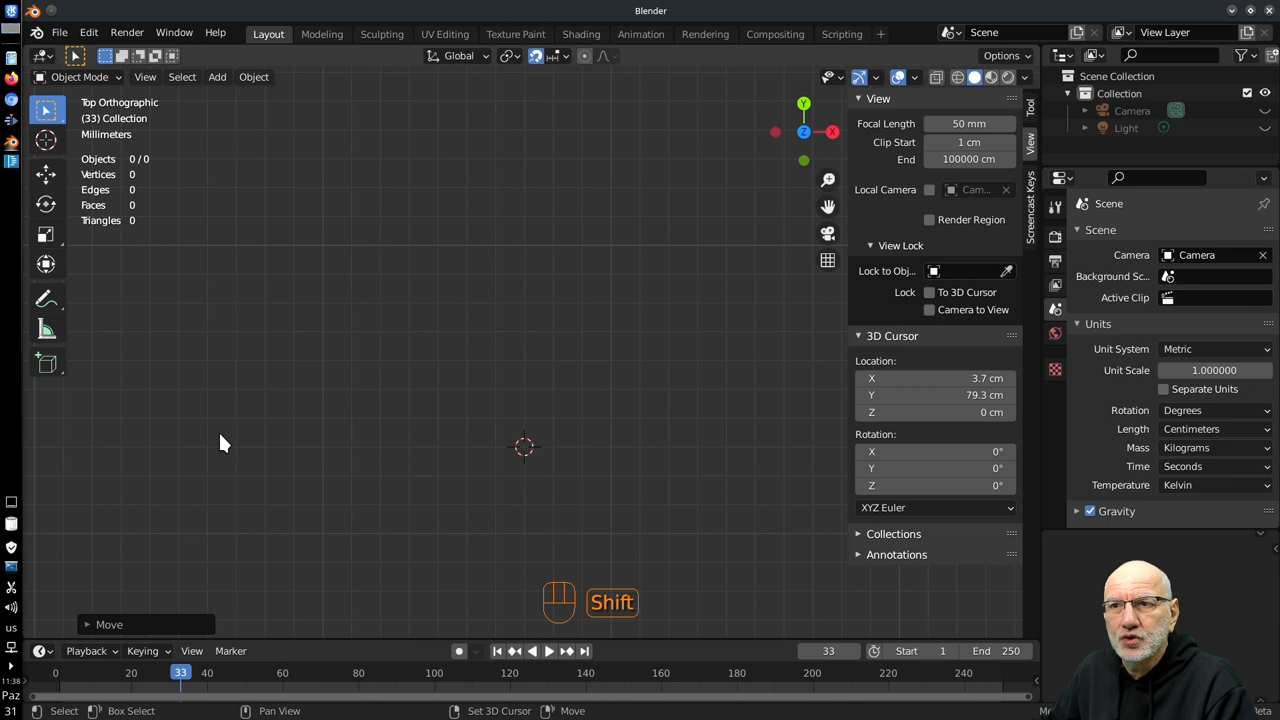 Blender
File Edit Render Window Help
Layout Modeling Sculpting UV Editing Texture Paint Shading Animation Rendering Compositing Scripting +
Scene
View Layer
Global
Options
Object Mode View Select Add Object
Top Orthographic
(33) Collection
Millimeters
Objects 0 / 0
Vertices 0
Edges 0
Faces 0
Triangles 0
Y
Z
X
View
Focal Length 50 mm
Clip Start 1 cm
End 100000 cm
Local Camera Cam...
Render Region
View Lock
Lock to Obj...
Lock To 3D Cursor
Camera to View
3D Cursor
Location:
X 3.7 cm
Y 79.3 cm
Z 0 cm
Rotation:
X 0°
Y 0°
Z 0°
XYZ Euler
Collections
Annotations
Tool
View
Screencast Keys
Scene Collection
Collection
Camera
Light
Scene
Scene
Camera Camera
Background Sc...
Active Clip
Units
Unit System Metric
Unit Scale 1.000000
Separate Units
Rotation Degrees
Length Centimeters
Mass Kilograms
Time Seconds
Temperature Kelvin
Gravity
Shift
Move
Playback Keying View Marker
33
Start 1
End 250
0 20 33 40 60 80 100 120 140 160 180 200 220 240
us
11:38
Paz
31
Select Box Select Pan View Set 3D Cursor Move
Beta